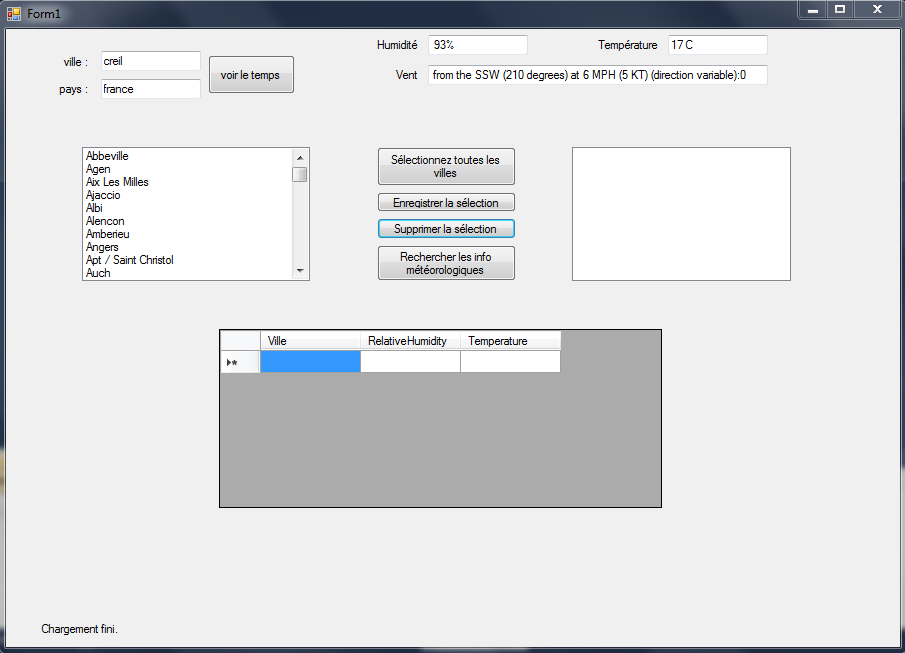 Form1
ville :
creil
voir le temps
pays :
france
Humidité
93%
Température
17 C
Vent
from the SSW (210 degrees) at 6 MPH (5 KT) (direction variable):0
Abbeville
Agen
Aix Les Milles
Ajaccio
Albi
Alencon
Amberieu
Angers
Apt / Saint Christol
Auch
Sélectionnez toutes les
villes
Enregistrer la sélection
Supprimer la sélection
Rechercher les info
météorologiques
Ville
RelativeHumidity
Temperature
Chargement fini.